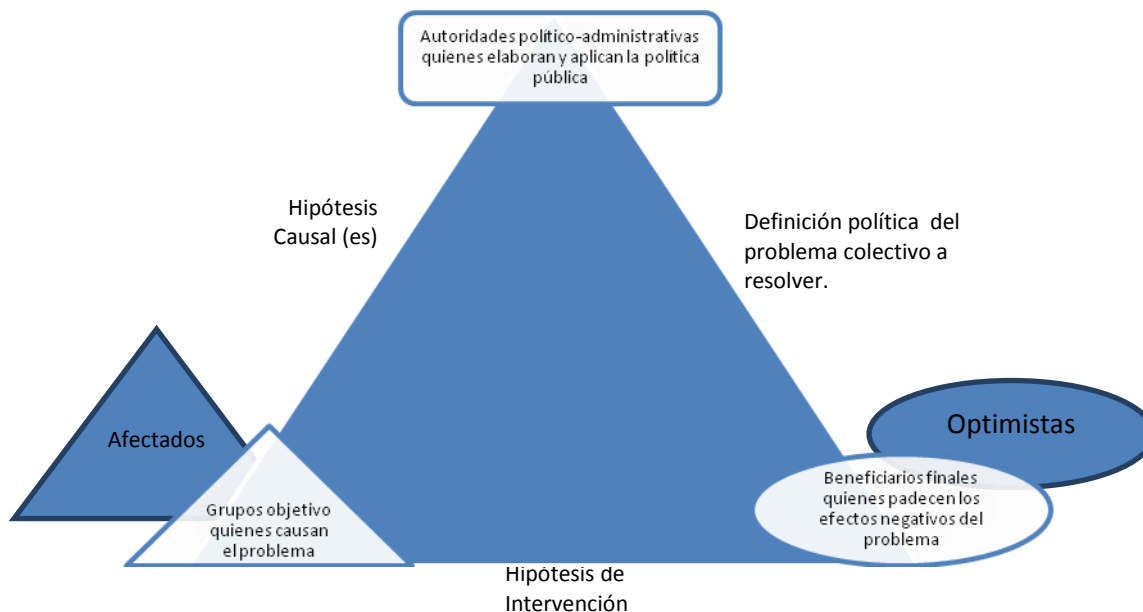 Autoridades político-administrativas
quienes elaboran y aplican la política
pública
Hipótesis
Causal (es)
Definición política del
problema colectivo a
resolver.
Afectados
Optimistas
Grupos objetivo
quienes causan
el problema
Beneficiarios finales
quienes padecen los
efectos negativos del
problema
Hipótesis de
Intervención